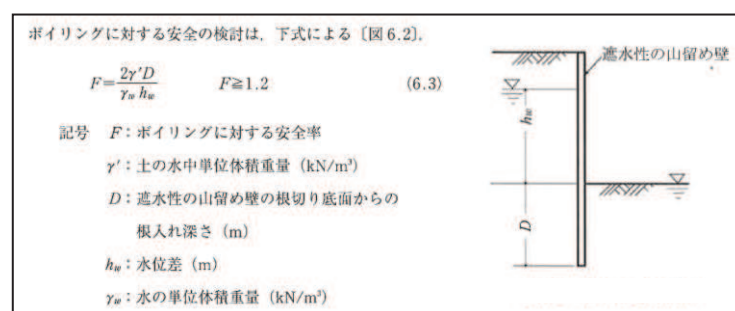 ボイリングに対する安全の検討は，下式による〔図6.2〕．
F=2γ′D/γw hw　F≧1.2　(6.3)
記号　F：ボイリングに対する安全率
γ′：土の水中単位体積重量（kN/m³）
D：遮水性の山留め壁の根切り底面からの
根入れ深さ（m）
hw：水位差（m）
γw：水の単位体積重量（kN/m³）
遮水性の山留め壁
hw
D